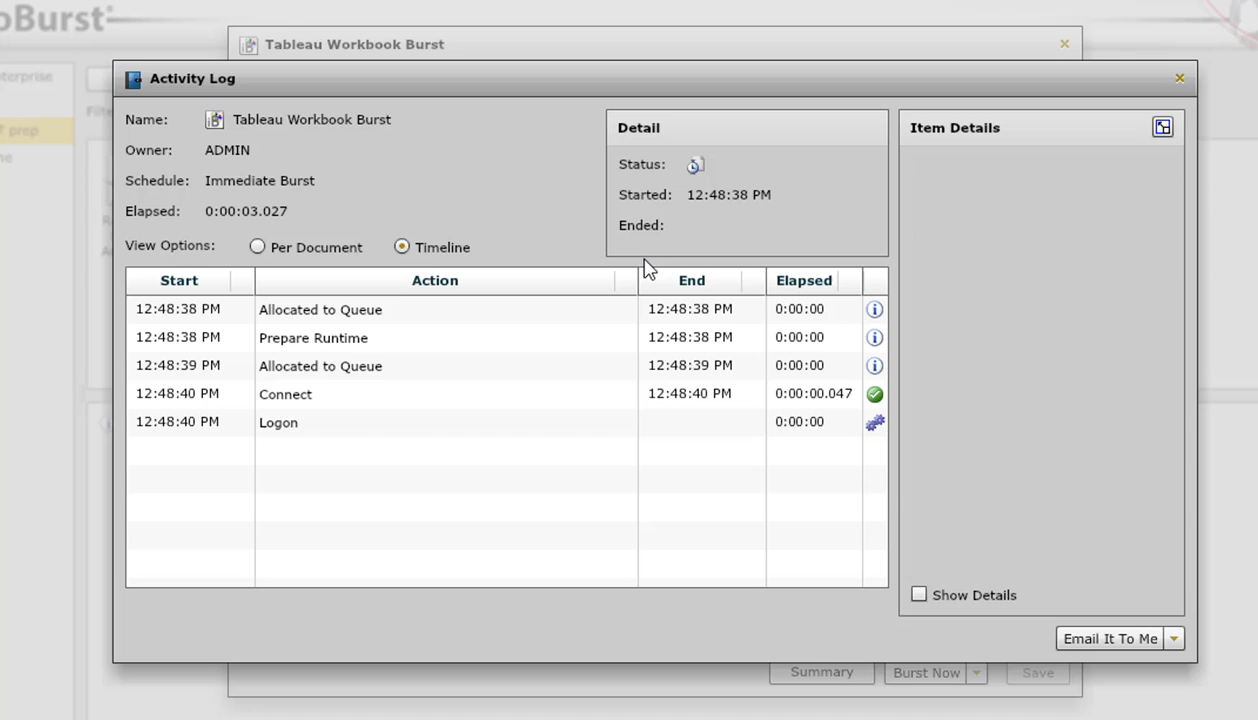 oBurst
Tableau Workbook Burst
Activity Log
Name: Tableau Workbook Burst
Owner: ADMIN
Schedule: Immediate Burst
Elapsed: 0:00:03.027
View Options: Per Document Timeline
Detail
Status:
Started: 12:48:38 PM
Ended:
Item Details
Start Action End Elapsed
12:48:38 PM Allocated to Queue 12:48:38 PM 0:00:00
12:48:38 PM Prepare Runtime 12:48:38 PM 0:00:00
12:48:39 PM Allocated to Queue 12:48:39 PM 0:00:00
12:48:40 PM Connect 12:48:40 PM 0:00:00.047
12:48:40 PM Logon 0:00:00
Show Details
Email It To Me
Summary Burst Now Save
terprise
prep